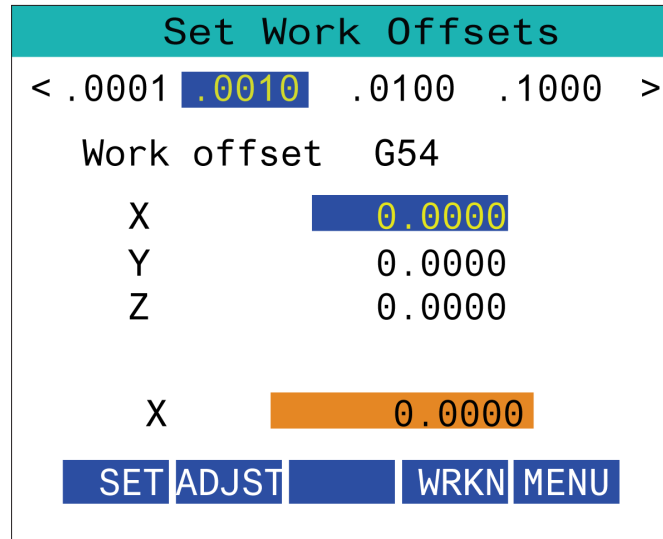 Set Work Offsets
< .0001 .0010 .0100 .1000 >
Work offset G54
X 0.0000
Y 0.0000
Z 0.0000
X 0.0000
SET ADJST WRKN MENU